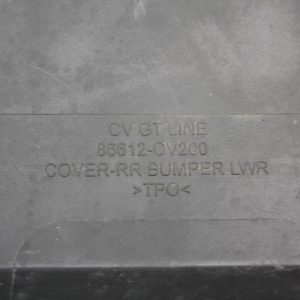 CV GT LINE
86612-CV200
COVER-RR BUMPER LWR
>TPO<